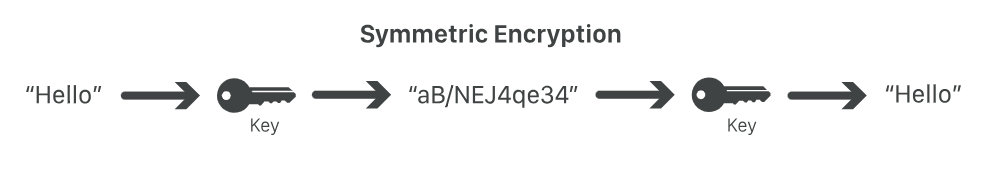 Symmetric Encryption
“Hello” “aB/NEJ4qe34” “Hello”
Key Key